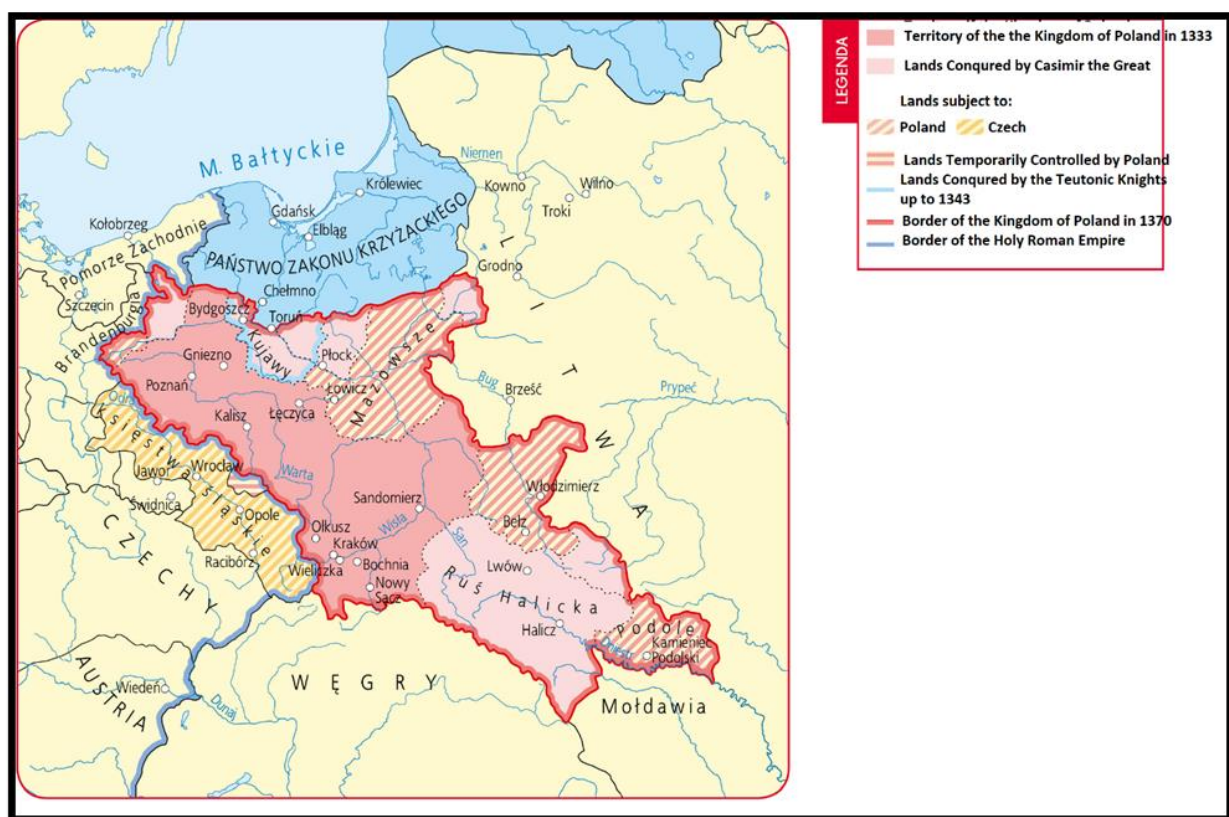 LEGENDA
Territory of the the Kingdom of Poland in 1333
Lands Conqured by Casimir the Great
Lands subject to:
Poland
Czech
Lands Temporarily Controlled by Poland
Lands Conqured by the Teutonic Knights
up to 1343
Border of the Kingdom of Poland in 1370
Border of the Holy Roman Empire
M. Bałtyckie
Niemen
Królewiec
Kowno
Wilno
Troki
Gdańsk
Kołobrzeg
Elbląg
Pomorze Zachodnie
PAŃSTWO ZAKONU KRZYŻACKIEGO
LITWA
Grodno
Szczecin
Chełmno
Brandenburgia
Bydgoszcz
Toruń
Kujawy
Płock
Mazowsze
Gniezno
Poznań
Łowicz
Bug
Brześć
Prypeć
Łęczyca
Kalisz
Odra
Księstwa śląskie
Wrocław
Jawor
Warta
Świdnica
Włodzimierz
Sandomierz
Opole
Bełz
Olkusz
Wisła
San
CZECHY
Racibórz
Kraków
Wieliczka
Bochnia
Lwów
Nowy
Sącz
Ruś Halicka
Halicz
Podole
Kamieniec
Podolski
Dniestr
AUSTRIA
Wiedeń
Dunaj
WĘGRY
Mołdawia